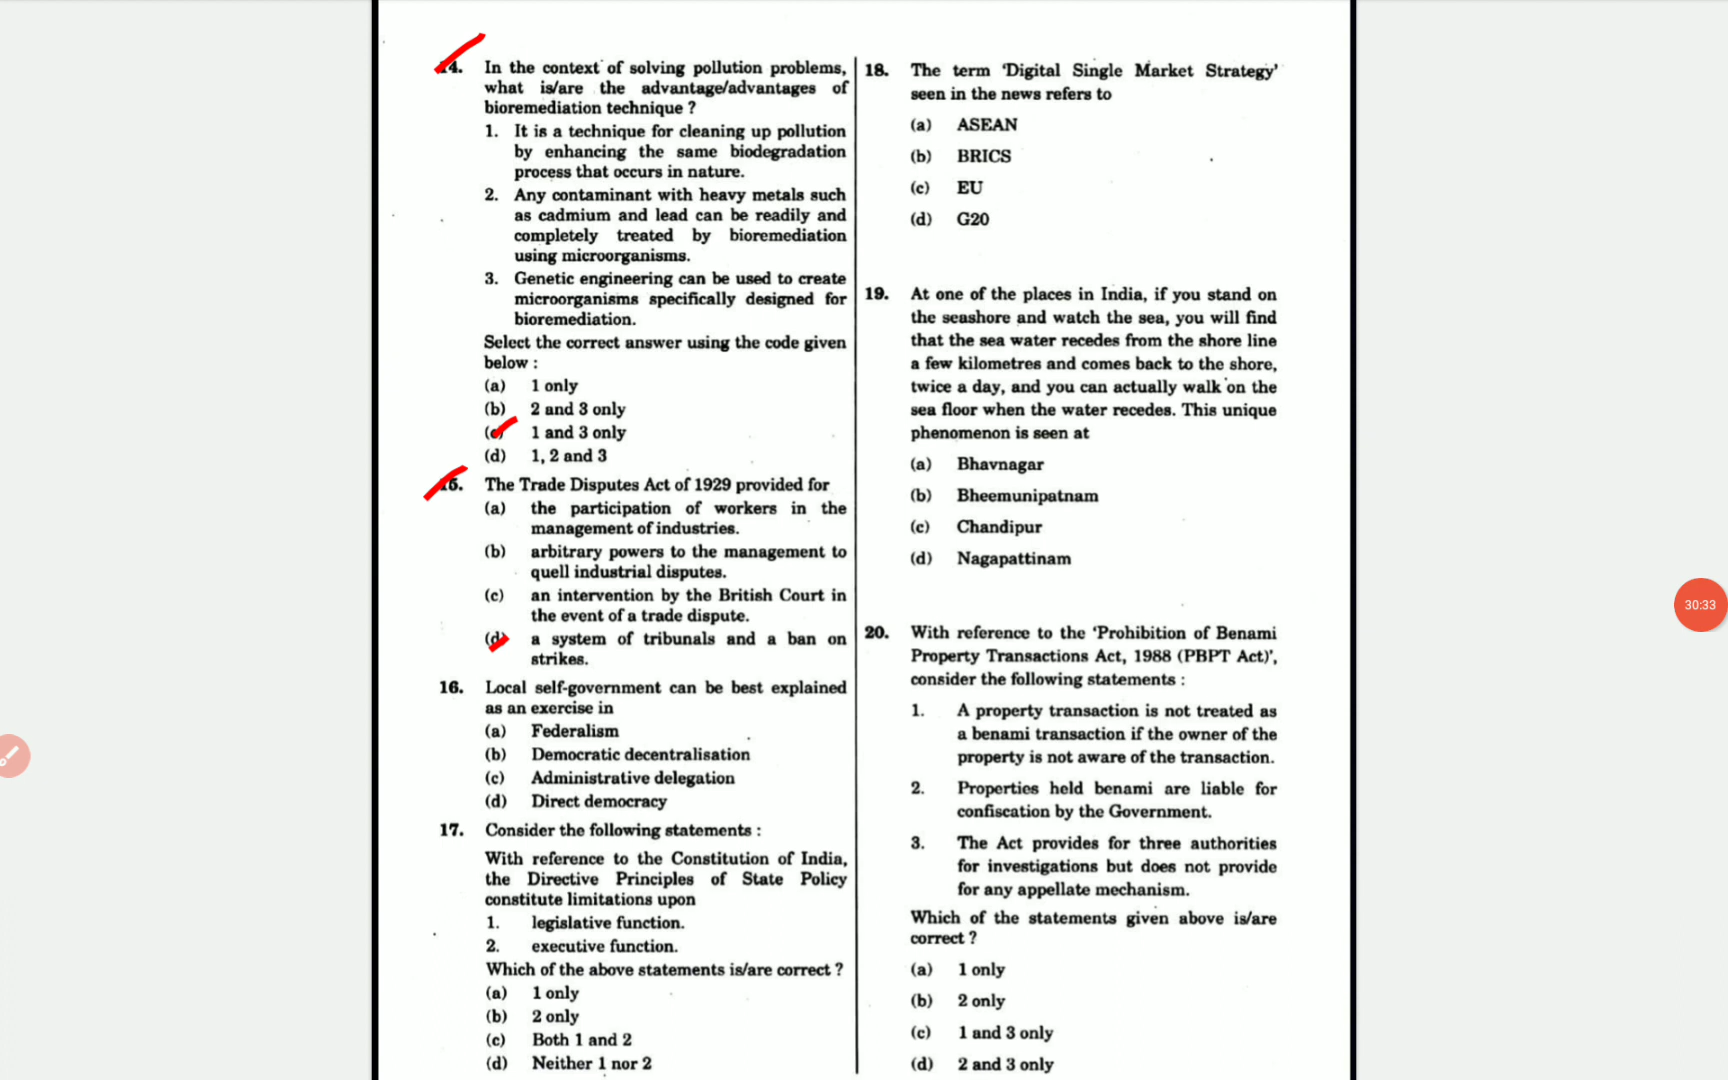 14. In the context of solving pollution problems,
what is/are the advantage/advantages of
bioremediation technique ?
1. It is a technique for cleaning up pollution
by enhancing the same biodegradation
process that occurs in nature.
2. Any contaminant with heavy metals such
as cadmium and lead can be readily and
completely treated by bioremediation
using microorganisms.
3. Genetic engineering can be used to create
microorganisms specifically designed for
bioremediation.
Select the correct answer using the code given
below :
(a) 1 only
(b) 2 and 3 only
(c) 1 and 3 only
(d) 1, 2 and 3
15. The Trade Disputes Act of 1929 provided for
(a) the participation of workers in the
management of industries.
(b) arbitrary powers to the management to
quell industrial disputes.
(c) an intervention by the British Court in
the event of a trade dispute.
(d) a system of tribunals and a ban on
strikes.
16. Local self-government can be best explained
as an exercise in
(a) Federalism
(b) Democratic decentralisation
(c) Administrative delegation
(d) Direct democracy
17. Consider the following statements :
With reference to the Constitution of India,
the Directive Principles of State Policy
constitute limitations upon
1. legislative function.
2. executive function.
Which of the above statements is/are correct ?
(a) 1 only
(b) 2 only
(c) Both 1 and 2
(d) Neither 1 nor 2
18. The term 'Digital Single Market Strategy'
seen in the news refers to
(a) ASEAN
(b) BRICS
(c) EU
(d) G20
19. At one of the places in India, if you stand on
the seashore and watch the sea, you will find
that the sea water recedes from the shore line
a few kilometres and comes back to the shore,
twice a day, and you can actually walk on the
sea floor when the water recedes. This unique
phenomenon is seen at
(a) Bhavnagar
(b) Bheemunipatnam
(c) Chandipur
(d) Nagapattinam
20. With reference to the 'Prohibition of Benami
Property Transactions Act, 1988 (PBPT Act)',
consider the following statements :
1. A property transaction is not treated as
a benami transaction if the owner of the
property is not aware of the transaction.
2. Properties held benami are liable for
confiscation by the Government.
3. The Act provides for three authorities
for investigations but does not provide
for any appellate mechanism.
Which of the statements given above is/are
correct ?
(a) 1 only
(b) 2 only
(c) 1 and 3 only
(d) 2 and 3 only
30:33